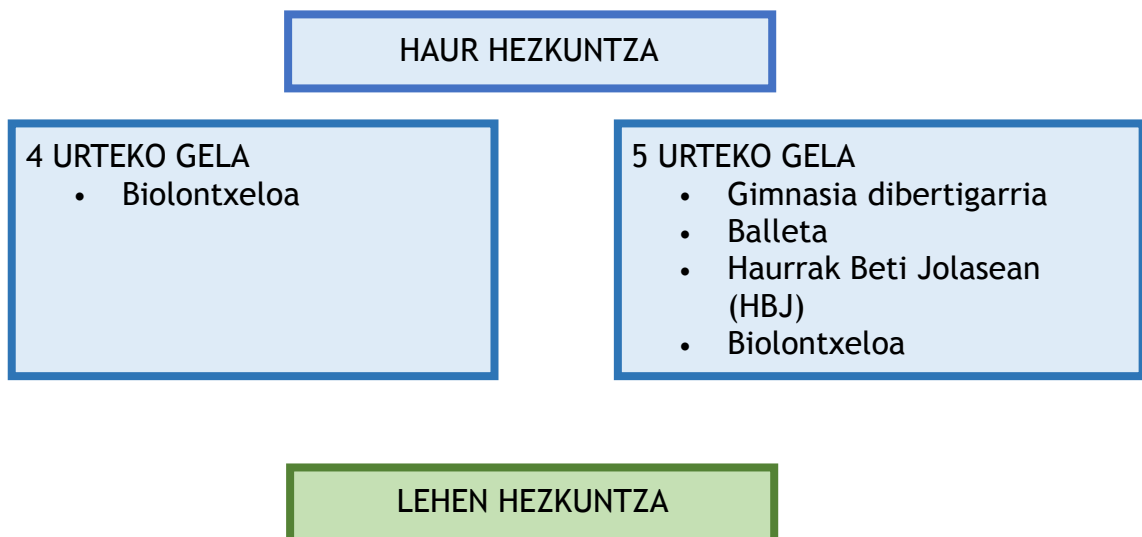 HAUR HEZKUNTZA
4 URTEKO GELA
• Biolontxeloa
5 URTEKO GELA
• Gimnasia dibertigarria
• Balleta
• Haurrak Beti Jolasean
(HBJ)
• Biolontxeloa
LEHEN HEZKUNTZA